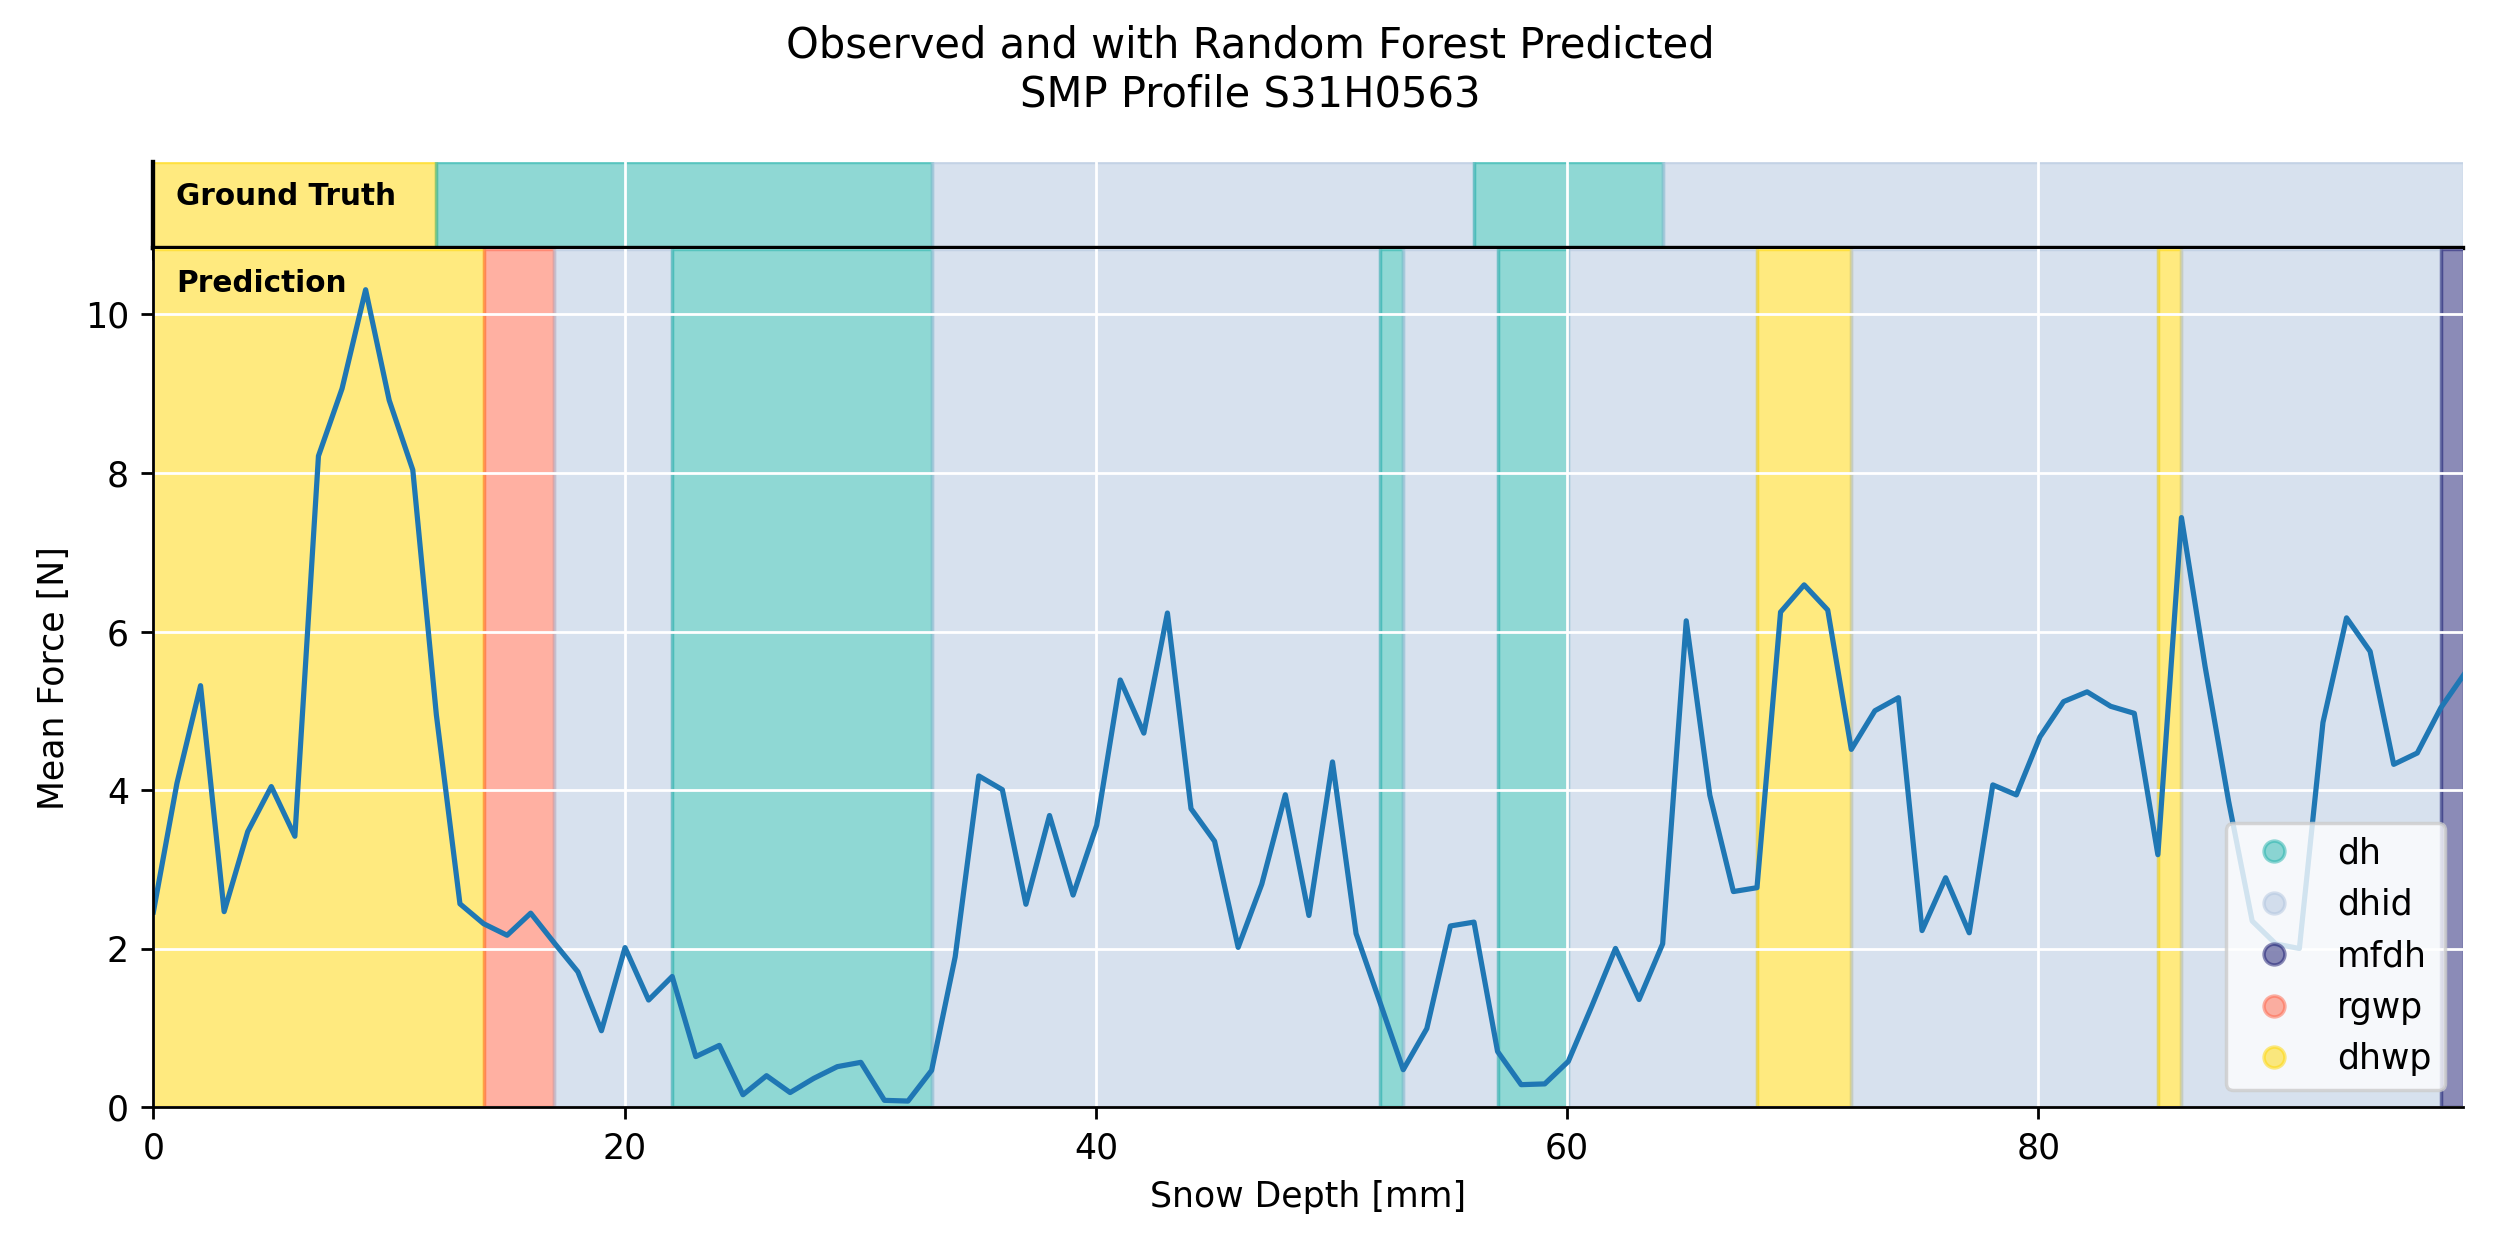 Observed and with Random Forest Predicted
SMP Profile S31H0563
Ground Truth
Prediction
10
8
6
4
2
0
Mean Force [N]
0 20 40 60 80
Snow Depth [mm]
dh
dhid
mfdh
rgwp
dhwp